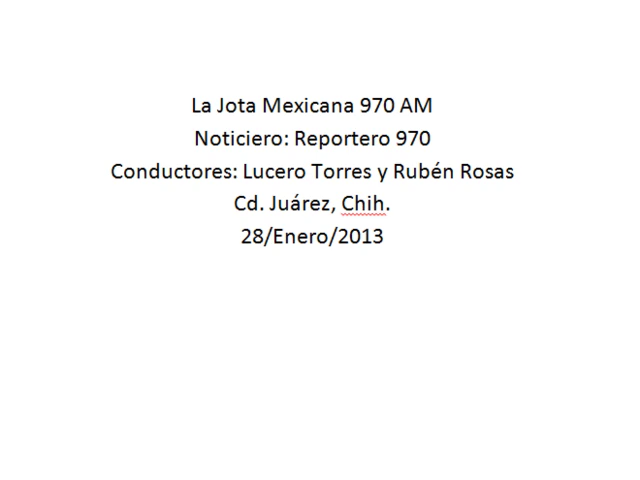 La Jota Mexicana 970 AM
Noticiero: Reportero 970
Conductores: Lucero Torres y Rubén Rosas
Cd. Juárez, Chih.
28/Enero/2013